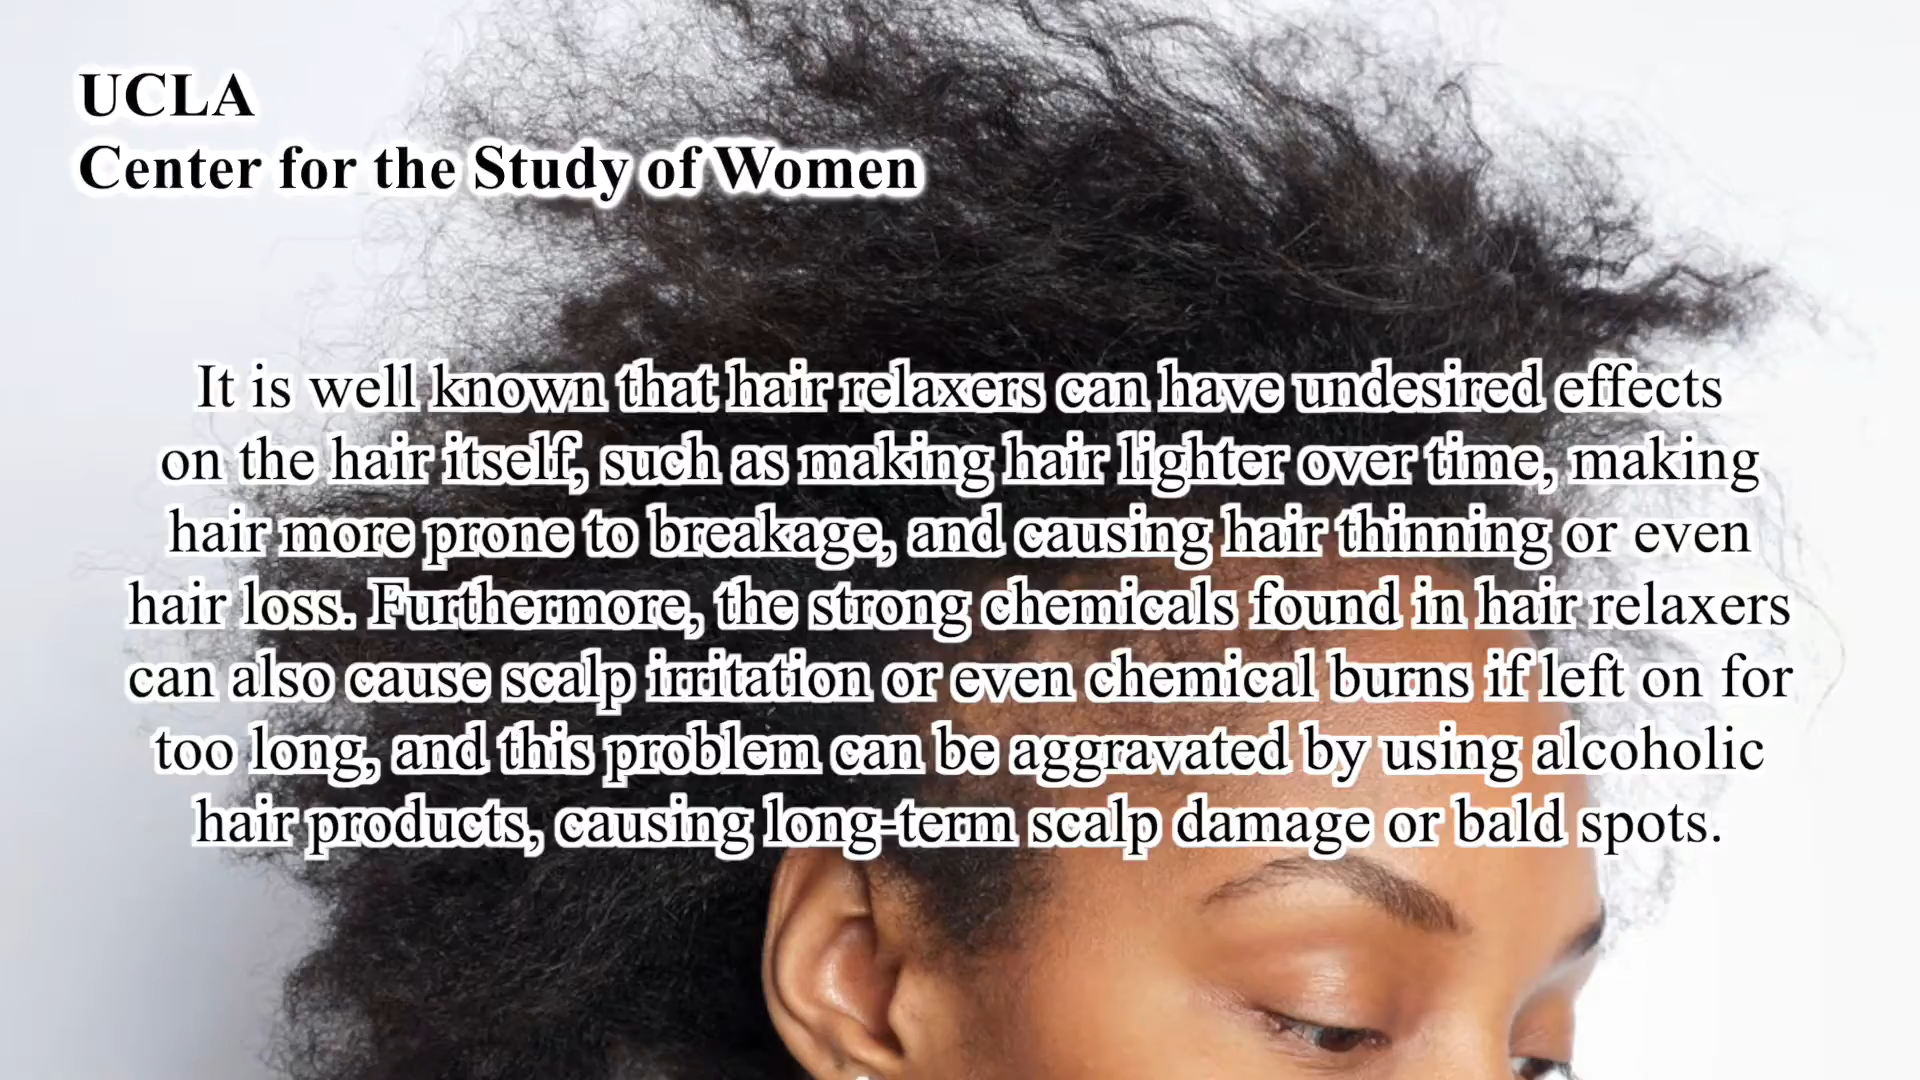 UCLA
Center for the Study of Women
It is well known that hair relaxers can have undesired effects
on the hair itself, such as making hair lighter over time, making
hair more prone to breakage, and causing hair thinning or even
hair loss. Furthermore, the strong chemicals found in hair relaxers
can also cause scalp irritation or even chemical burns if left on for
too long, and this problem can be aggravated by using alcoholic
hair products, causing long-term scalp damage or bald spots.